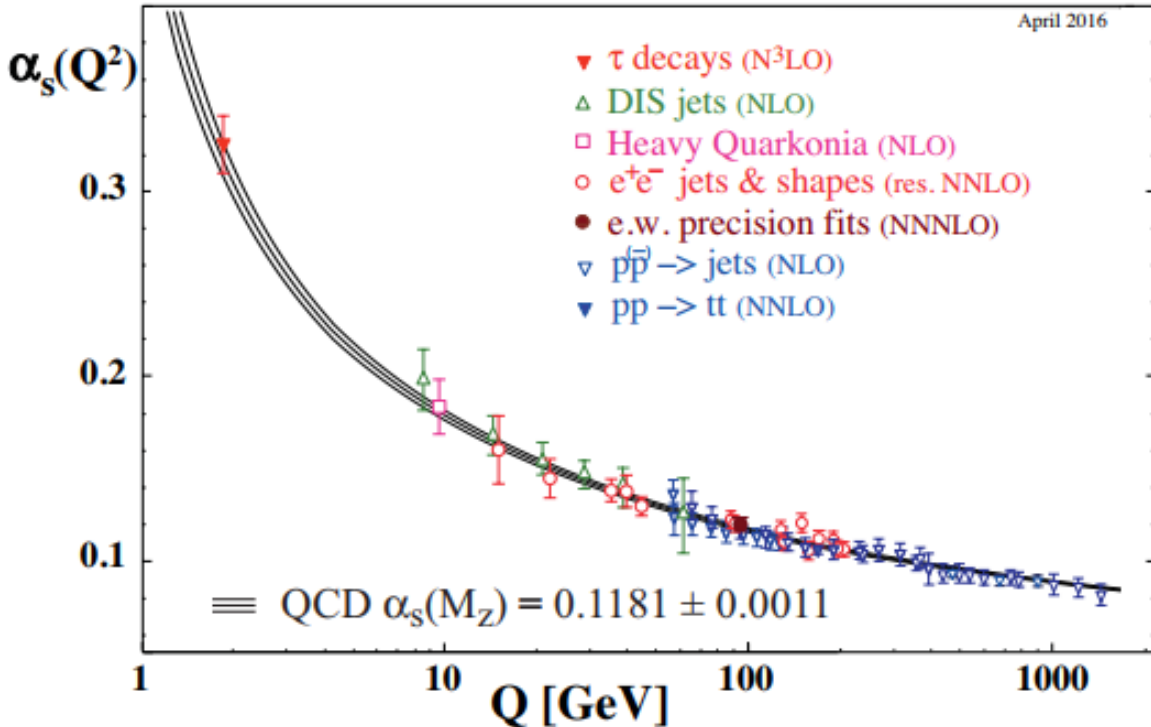 April 2016
αs(Q²)
τ decays (N³LO)
DIS jets (NLO)
Heavy Quarkonia (NLO)
e⁺e⁻ jets & shapes (res. NNLO)
e.w. precision fits (NNNLO)
pp(–) –> jets (NLO)
pp –> tt (NNLO)
0.3
0.2
0.1
QCD αs(Mz) = 0.1181 ± 0.0011
1 10 100 1000
Q [GeV]